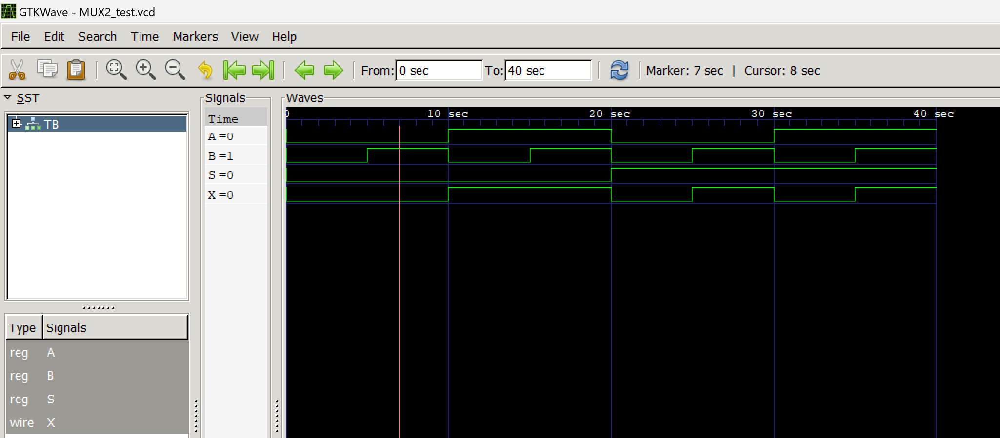 GTKWave - MUX2_test.vcd
File Edit Search Time Markers View Help
From: 0 sec To: 40 sec Marker: 7 sec | Cursor: 8 sec
SST
TB
Type Signals
reg A
reg B
reg S
wire X
Signals
Time
A =0
B =1
S =0
X =0
Waves
0 10 sec 20 sec 30 sec 40 sec